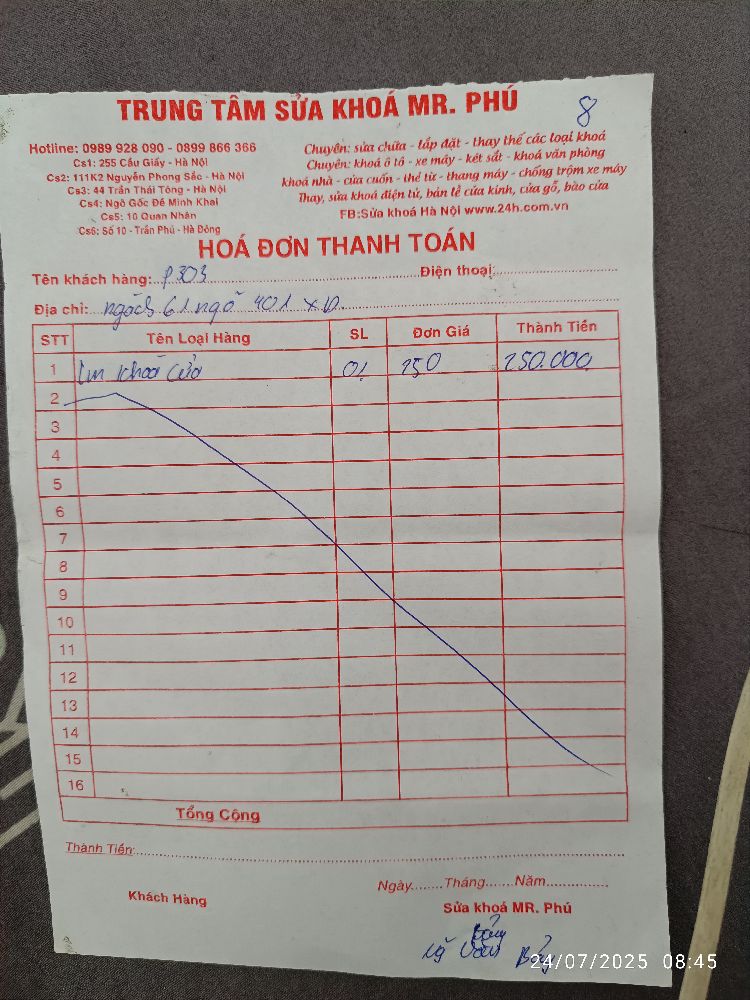 TRUNG TÂM SỬA KHOÁ MR. PHÚ
8
Hotline: 0989 928 090 - 0899 866 366
Cs1: 255 Cầu Giấy - Hà Nội
Cs2: 111K2 Nguyễn Phong Sắc - Hà Nội
Cs3: 44 Trần Thái Tông - Hà Nội
Cs4: Ngõ Gốc Đề Minh Khai
Cs5: 10 Quan Nhân
Cs6: Số 10 - Trần Phú - Hà Đông
Chuyên: sửa chữa - lắp đặt - thay thế các loại khoá
Chuyên: khoá ô tô - xe máy - két sắt - khoá văn phòng
khoá nhà - cửa cuốn - thẻ từ - thang máy - chống trộm xe máy
Thay, sửa khoá điện tử, bán lề cửa kính, cửa gỗ, bào cửa
FB:Sửa khoá Hà Nội www.24h.com.vn
HOÁ ĐƠN THANH TOÁN
Tên khách hàng: P303 Điện thoại:
Địa chỉ: ngách 61 ngõ 401 XĐ
STT Tên Loại Hàng SL Đơn Giá Thành Tiền
1 khoá cửa 01 250 250.000
2
3
4
5
6
7
8
9
10
11
12
13
14
15
16
Tổng Cộng
Thành Tiền:
Ngày Tháng Năm
Khách Hàng
Sửa khoá MR. Phú
Bảy
Văn Bảy
24/07/2025 08:45